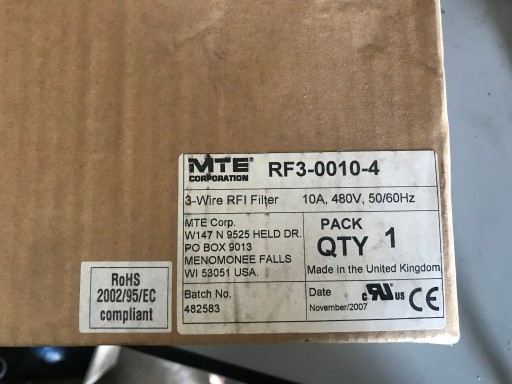 MTE RF3-0010-4
CORPORATION
3-Wire RFI Filter 10A, 480V, 50/60Hz
MTE Corp.
W147 N 9525 HELD DR.
PO BOX 9013
MENOMONEE FALLS
WI 53051 USA.
PACK
QTY 1
Made in the United Kingdom
Batch No.
482583
Date
November/2007
c RU us CE
RoHS
2002/95/EC
compliant